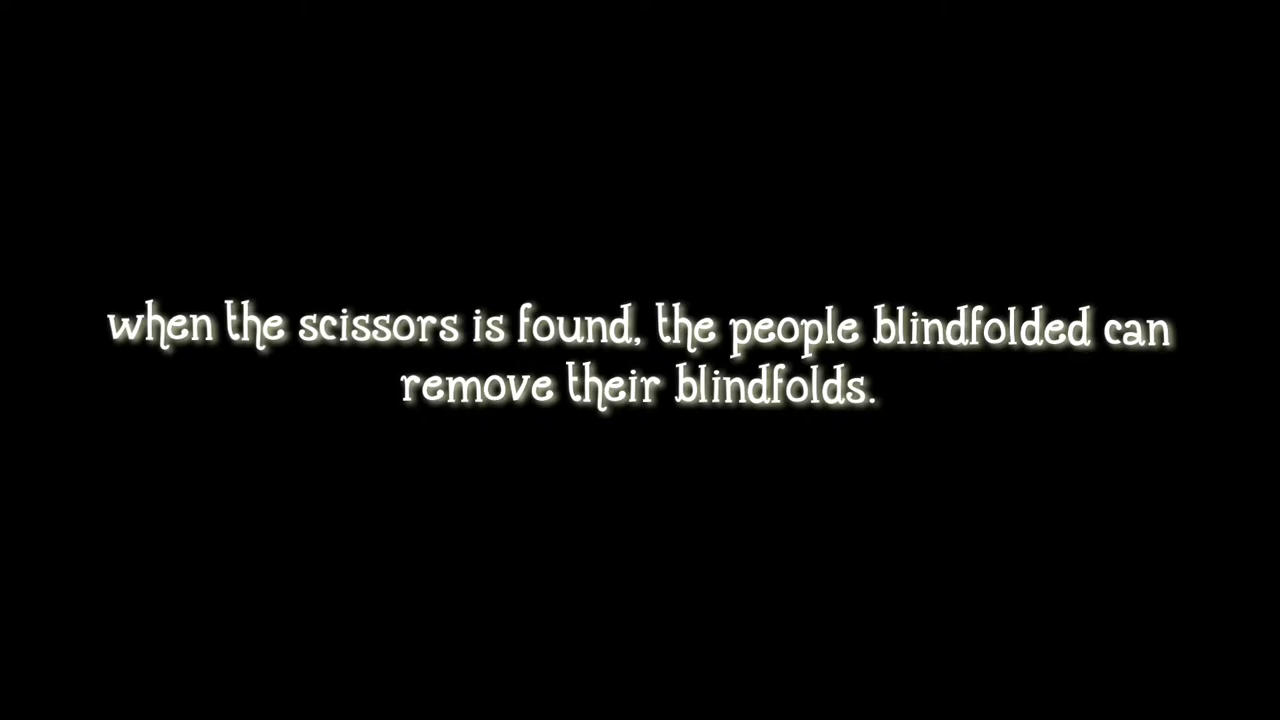 when the scissors is found, the people blindfolded can
remove their blindfolds.